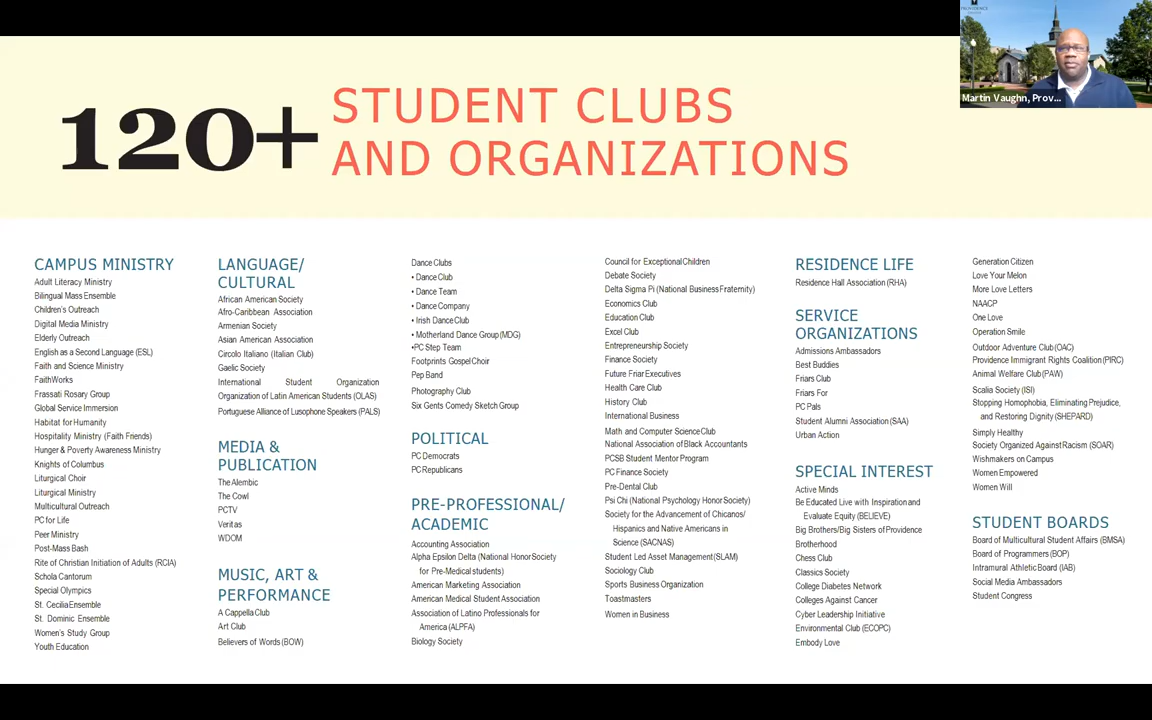 PROVIDENCE
Martin Vaughn, Prov...
120+
STUDENT CLUBS
AND ORGANIZATIONS
CAMPUS MINISTRY
Adult Literacy Ministry
Bilingual Mass Ensemble
Children's Outreach
Digital Media Ministry
Elderly Outreach
English as a Second Language (ESL)
Faith and Science Ministry
FaithWorks
Frassati Rosary Group
Global Service Immersion
Habitat for Humanity
Hospitality Ministry (Faith Friends)
Hunger & Poverty Awareness Ministry
Knights of Columbus
Liturgical Choir
Liturgical Ministry
Multicultural Outreach
PC for Life
Peer Ministry
Post-Mass Bash
Rite of Christian Initiation of Adults (RCIA)
Schola Cantorum
Special Olympics
St. Cecilia Ensemble
St. Dominic Ensemble
Women's Study Group
Youth Education
LANGUAGE/
CULTURAL
African American Society
Afro-Caribbean Association
Armenian Society
Asian American Association
Circolo Italiano (Italian Club)
Gaelic Society
International Student Organization
Organization of Latin American Students (OLAS)
Portuguese Alliance of Lusophone Speakers (PALS)
MEDIA &
PUBLICATION
The Alembic
The Cowl
PCTV
Veritas
WDOM
MUSIC, ART &
PERFORMANCE
A Cappella Club
Art Club
Believers of Words (BOW)
Dance Clubs
• Dance Club
• Dance Team
• Dance Company
• Irish Dance Club
• Motherland Dance Group (MDG)
•PC Step Team
Footprints Gospel Choir
Pep Band
Photography Club
Six Gents Comedy Sketch Group
POLITICAL
PC Democrats
PC Republicans
PRE-PROFESSIONAL/
ACADEMIC
Accounting Association
Alpha Epsilon Delta (National Honor Society
for Pre-Medical students)
American Marketing Association
American Medical Student Association
Association of Latino Professionals for
America (ALPFA)
Biology Society
Council for Exceptional Children
Debate Society
Delta Sigma Pi (National Business Fraternity)
Economics Club
Education Club
Excel Club
Entrepreneurship Society
Finance Society
Future Friar Executives
Health Care Club
History Club
International Business
Math and Computer Science Club
National Association of Black Accountants
PCSB Student Mentor Program
PC Finance Society
Pre-Dental Club
Psi Chi (National Psychology Honor Society)
Society for the Advancement of Chicanos/
Hispanics and Native Americans in
Science (SACNAS)
Student Led Asset Management (SLAM)
Sociology Club
Sports Business Organization
Toastmasters
Women in Business
RESIDENCE LIFE
Residence Hall Association (RHA)
SERVICE
ORGANIZATIONS
Admissions Ambassadors
Best Buddies
Friars Club
Friars For
PC Pals
Student Alumni Association (SAA)
Urban Action
SPECIAL INTEREST
Active Minds
Be Educated Live with Inspiration and
Evaluate Equity (BELIEVE)
Big Brothers/Big Sisters of Providence
Brotherhood
Chess Club
Classics Society
College Diabetes Network
Colleges Against Cancer
Cyber Leadership Initiative
Environmental Club (ECOPC)
Embody Love
Generation Citizen
Love Your Melon
More Love Letters
NAACP
One Love
Operation Smile
Outdoor Adventure Club (OAC)
Providence Immigrant Rights Coalition (PIRC)
Animal Welfare Club (PAW)
Scalia Society (ISI)
Stopping Homophobia, Eliminating Prejudice,
and Restoring Dignity (SHEPARD)
Simply Healthy
Society Organized Against Racism (SOAR)
Wishmakers on Campus
Women Empowered
Women Will
STUDENT BOARDS
Board of Multicultural Student Affairs (BMSA)
Board of Programmers (BOP)
Intramural Athletic Board (IAB)
Social Media Ambassadors
Student Congress